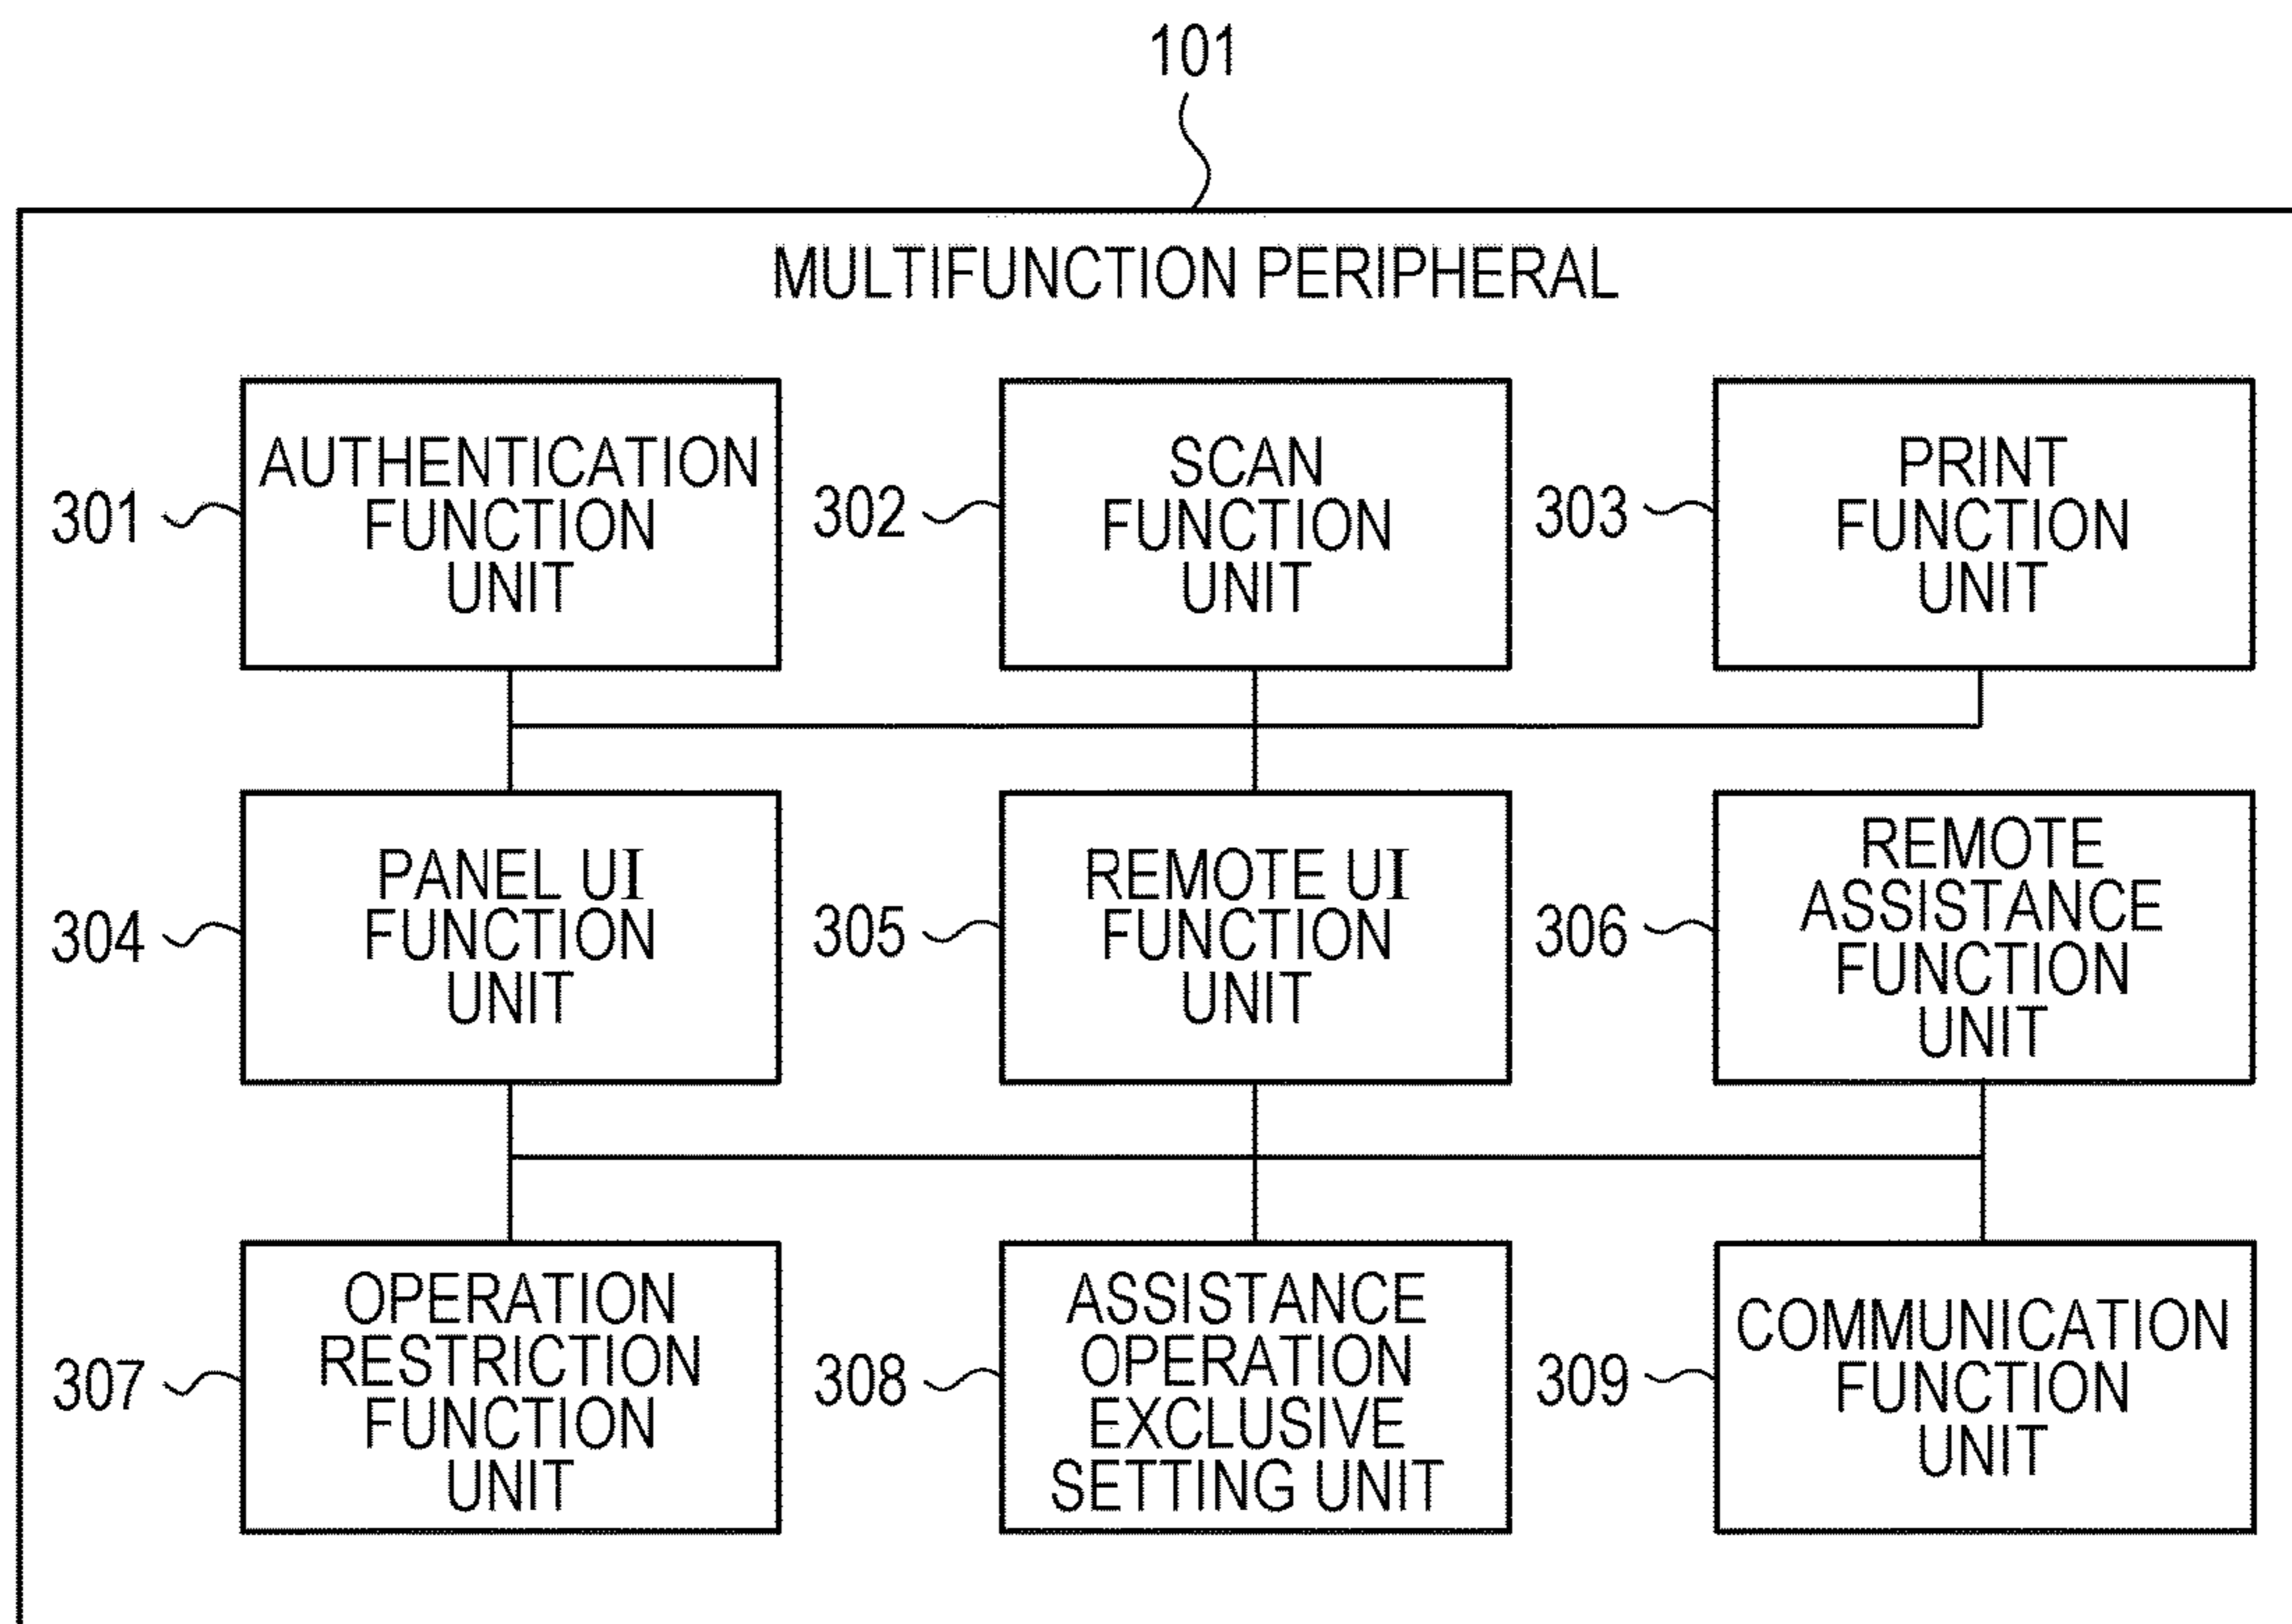 101
MULTIFUNCTION PERIPHERAL
301
AUTHENTICATION
FUNCTION
UNIT
302
SCAN
FUNCTION
UNIT
303
PRINT
FUNCTION
UNIT
304
PANEL UI
FUNCTION
UNIT
305
REMOTE UI
FUNCTION
UNIT
306
REMOTE
ASSISTANCE
FUNCTION
UNIT
307
OPERATION
RESTRICTION
FUNCTION
UNIT
308
ASSISTANCE
OPERATION
EXCLUSIVE
SETTING UNIT
309
COMMUNICATION
FUNCTION
UNIT